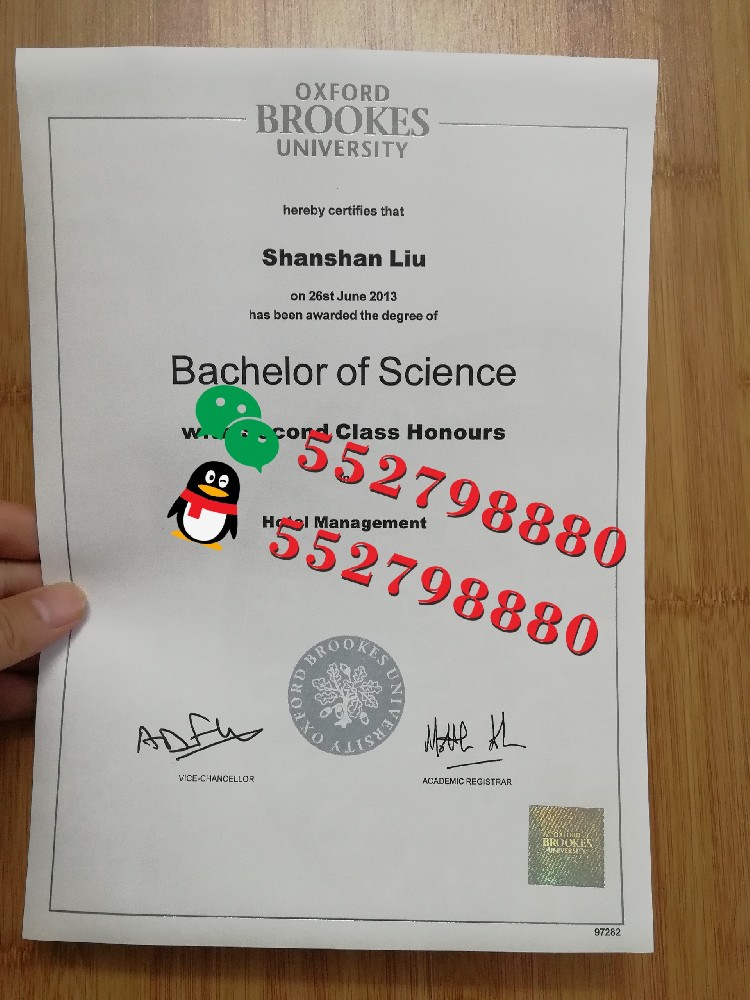 OXFORD
BROOKES
UNIVERSITY
hereby certifies that
Shanshan Liu
on 26st June 2013
has been awarded the degree of
Bachelor of Science
Class Honours
552798880
Management
552798880
OXFORD BROOKES UNIVERSITY
VICE-CHANCELLOR
ACADEMIC REGISTRAR
OXFORD
BROOKES
UNIVERSITY
97282